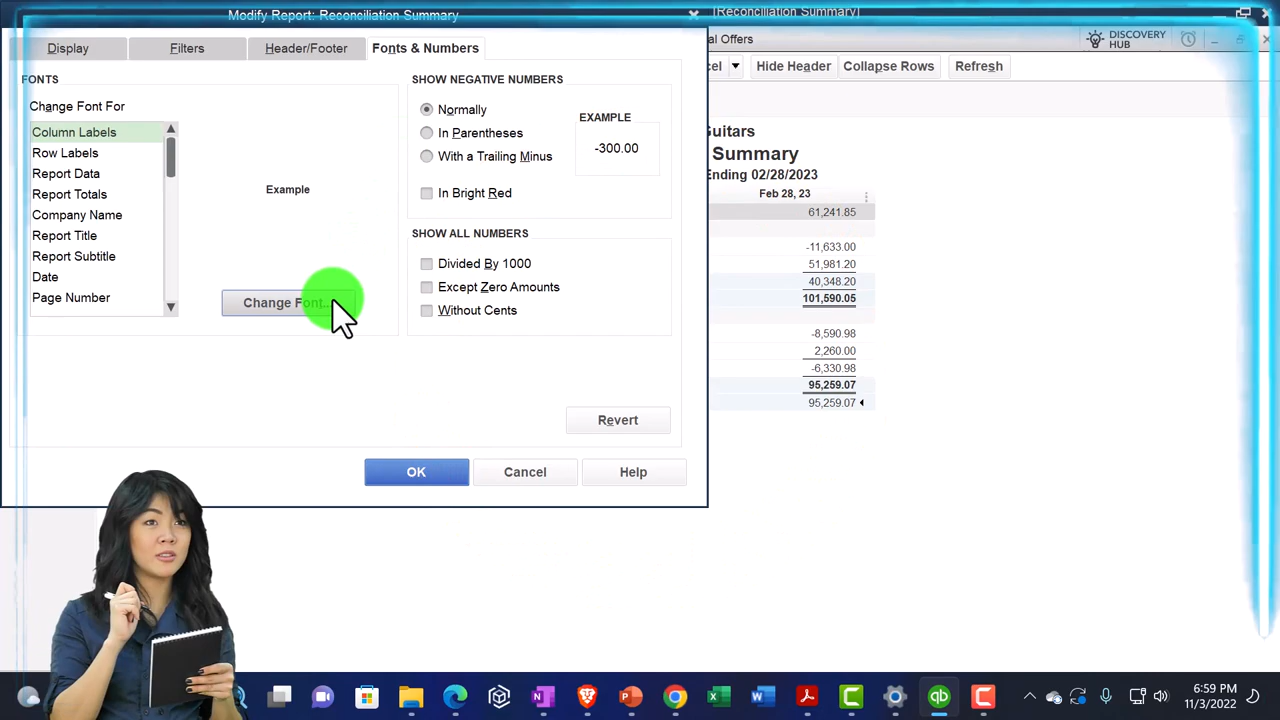 Modify Report: Reconciliation Summary
[Reconciliation Summary]
Display
Filters
Header/Footer
Fonts & Numbers
al Offers
DISCOVERY
HUB
cel
Hide Header
Collapse Rows
Refresh
FONTS
Change Font For
Column Labels
Row Labels
Report Data
Report Totals
Company Name
Report Title
Report Subtitle
Date
Page Number
Example
Change Font...
SHOW NEGATIVE NUMBERS
Normally
In Parentheses
With a Trailing Minus
In Bright Red
EXAMPLE
-300.00
SHOW ALL NUMBERS
Divided By 1000
Except Zero Amounts
Without Cents
Revert
OK
Cancel
Help
Guitars
Summary
Ending 02/28/2023
Feb 28, 23
61,241.85
-11,633.00
51,981.20
40,348.20
101,590.05
-8,590.98
2,260.00
-6,330.98
95,259.07
95,259.07
6:59 PM
11/3/2022